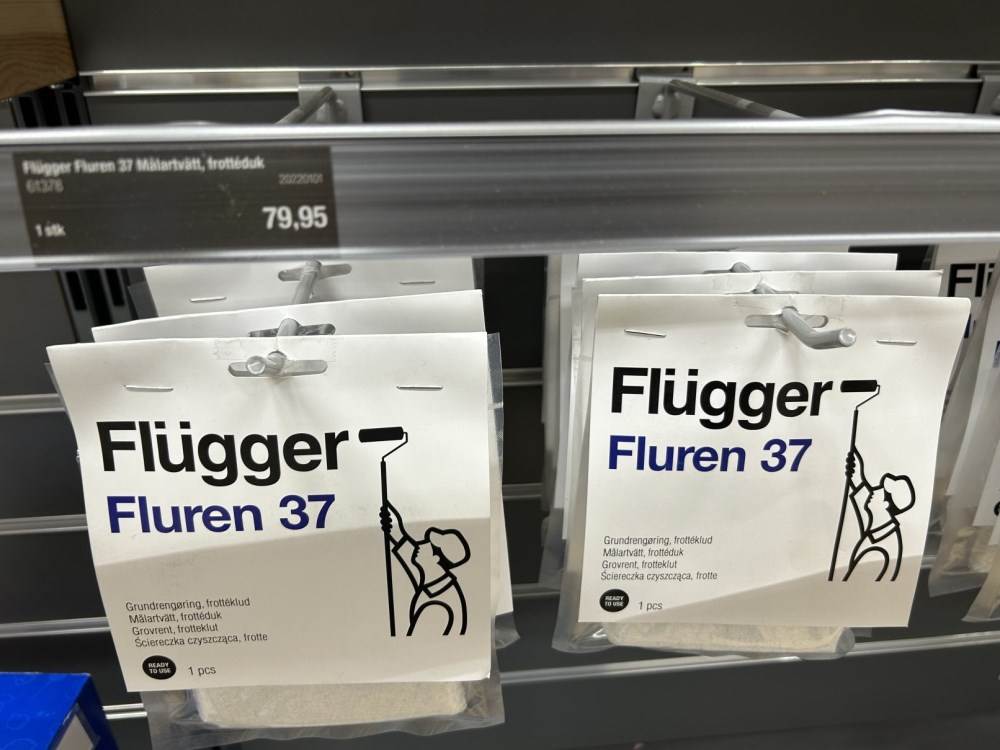 Flügger Fluren 37 Målartvätt, frottéduk
61378
20220101
1 stk
79,95
Flügger
Fluren 37
Grundrengøring, frottéklud
Målartvätt, frottéduk
Grovrent, frotteklut
Ściereczka czyszcząca, frotte
READY
TO USE
1 pcs
Flügger
Fluren 37
Grundrengøring, frottéklud
Målartvätt, frottéduk
Grovrent, frotteklut
Ściereczka czyszcząca, frotte
READY
TO USE
1 pcs